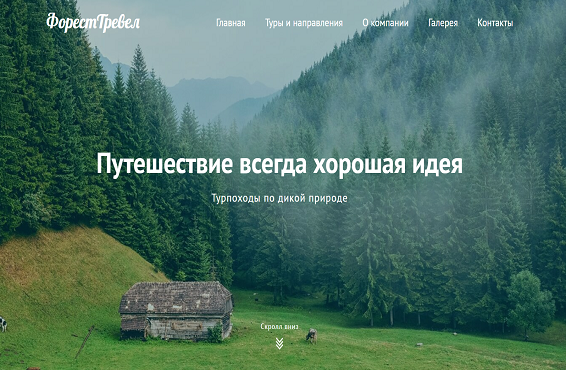 ФорестТревел
Главная Туры и направления О компании Галерея Контакты
Путешествие всегда хорошая идея
Турпоходы по дикой природе
Скролл вниз